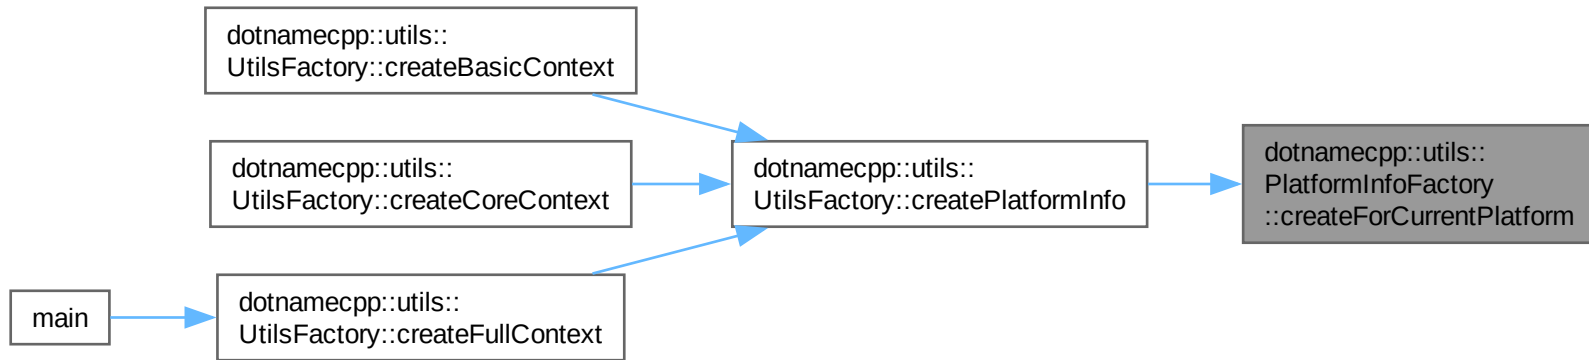 dotnamecpp::utils::
UtilsFactory::createBasicContext
dotnamecpp::utils::
UtilsFactory::createCoreContext
main
dotnamecpp::utils::
UtilsFactory::createFullContext
dotnamecpp::utils::
UtilsFactory::createPlatformInfo
dotnamecpp::utils::
PlatformInfoFactory
::createForCurrentPlatform